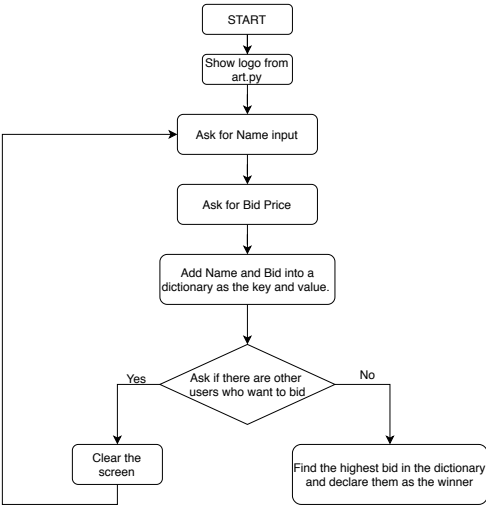 START
Show logo from
art.py
Ask for Name input
Ask for Bid Price
Add Name and Bid into a
dictionary as the key and value.
Ask if there are other
users who want to bid
Yes
No
Clear the
screen
Find the highest bid in the dictionary
and declare them as the winner